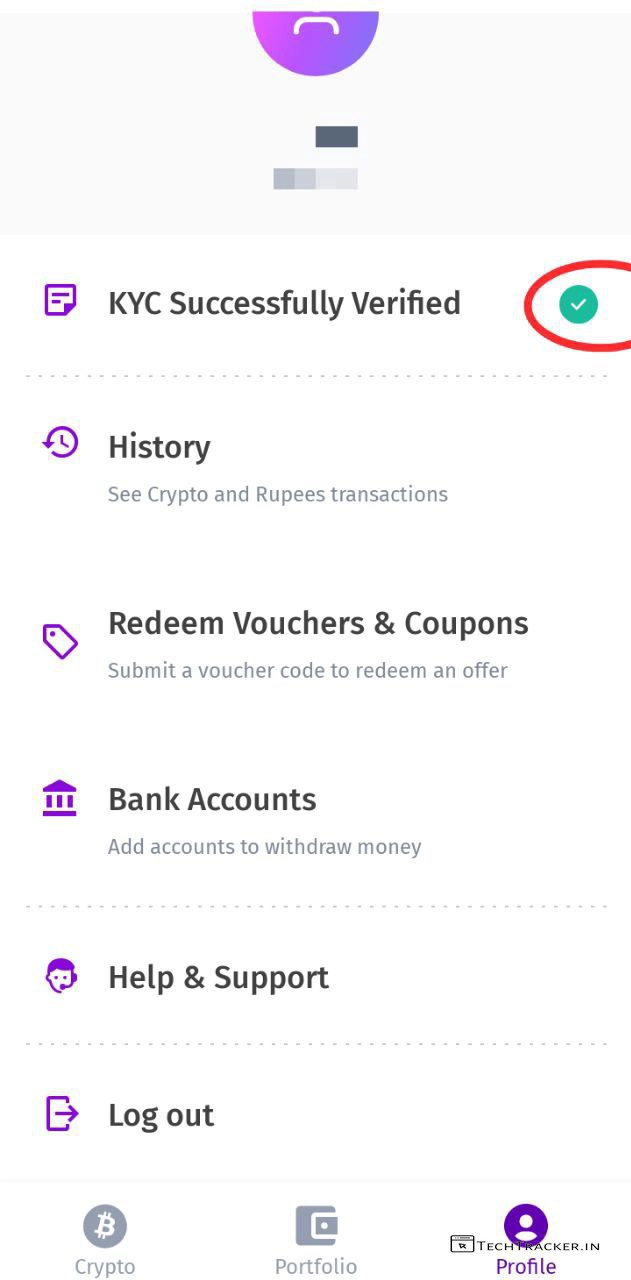 KYC Successfully Verified
History
See Crypto and Rupees transactions
Redeem Vouchers & Coupons
Submit a voucher code to redeem an offer
Bank Accounts
Add accounts to withdraw money
Help & Support
Log out
TECHTRACKER.IN
Crypto
Portfolio
Profile